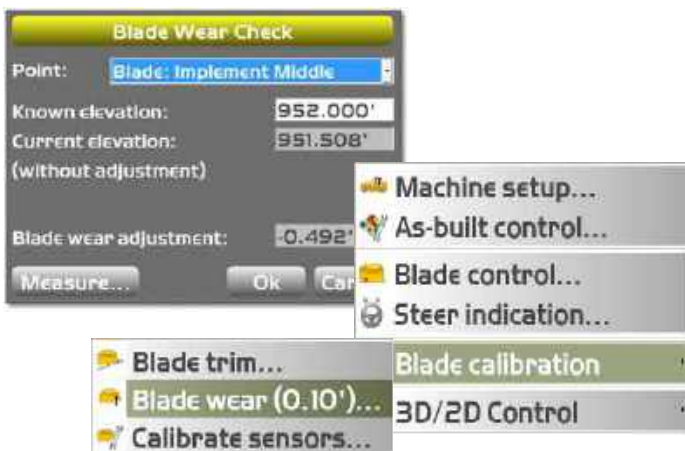 Blade Wear Check
Point: Blade: Implement Middle
Known elevation: 952.000'
Current elevation: 951.508'
(without adjustment)
Blade wear adjustment: -0.492'
Measure... Ok
Machine setup...
As-built control...
Blade control...
Steer indication...
Blade calibration
3D/2D Control
Blade trim...
Blade wear (0.10')...
Calibrate sensors...